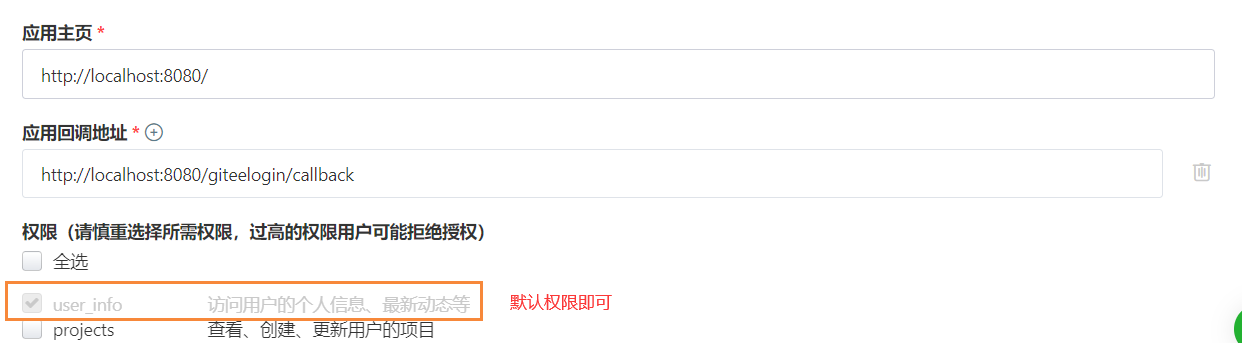 应用主页 *
http://localhost:8080/
应用回调地址 *
http://localhost:8080/giteelogin/callback
权限（请慎重选择所需权限，过高的权限用户可能拒绝授权）
全选
user_info 访问用户的个人信息、最新动态等 默认权限即可
projects 查看、创建、更新用户的项目